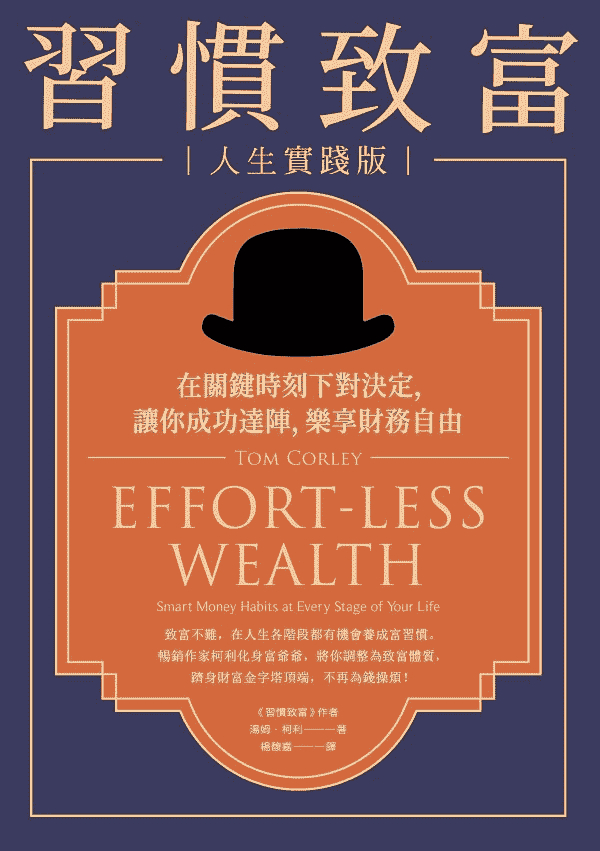 習慣致富
|人生實踐版|
在關鍵時刻下對決定,
讓你成功達陣, 樂享財務自由
TOM CORLEY
EFFORT-LESS
WEALTH
Smart Money Habits at Every Stage of Your Life
致富不難，在人生各階段都有機會養成富習慣。
暢銷作家柯利化身富爺爺，將你調整為致富體質，
躋身財富金字塔頂端，不再為錢操煩！
《習慣致富》作者
湯姆．柯利———著
楊馥嘉———譯